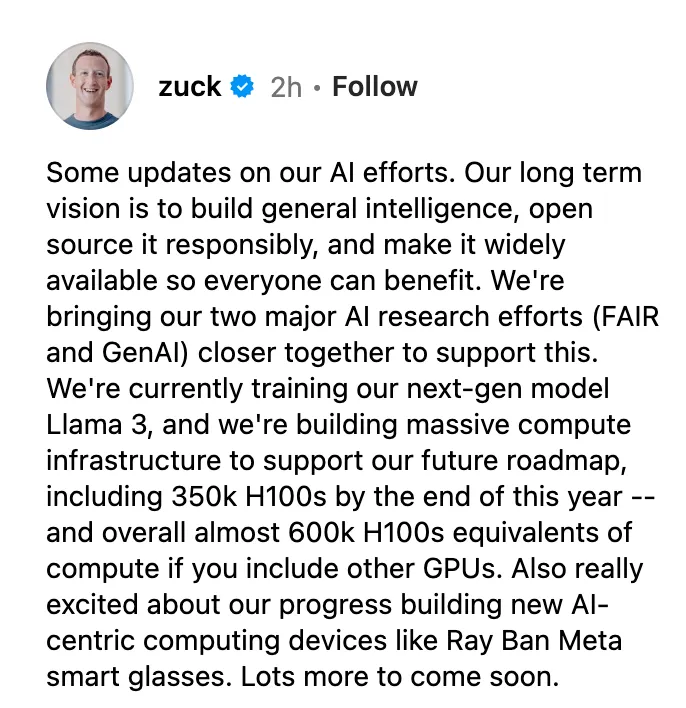 zuck 2h • Follow
Some updates on our AI efforts. Our long term
vision is to build general intelligence, open
source it responsibly, and make it widely
available so everyone can benefit. We're
bringing our two major AI research efforts (FAIR
and GenAI) closer together to support this.
We're currently training our next-gen model
Llama 3, and we're building massive compute
infrastructure to support our future roadmap,
including 350k H100s by the end of this year --
and overall almost 600k H100s equivalents of
compute if you include other GPUs. Also really
excited about our progress building new AI-
centric computing devices like Ray Ban Meta
smart glasses. Lots more to come soon.